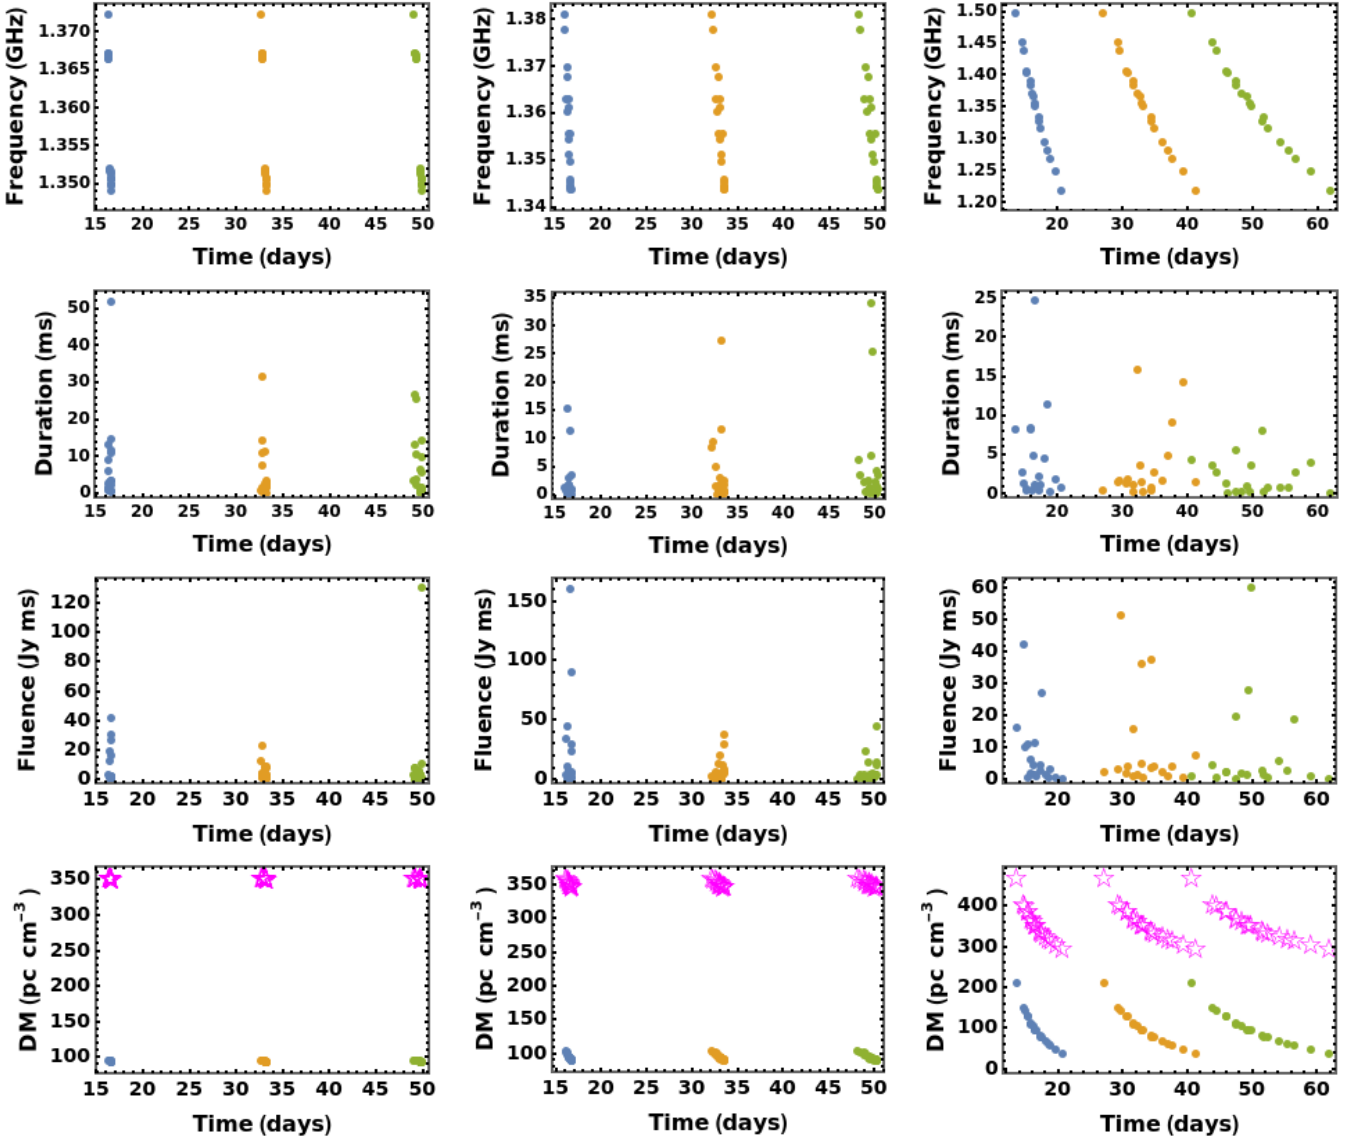 Frequency (GHz)
1.370
1.365
1.360
1.355
1.350
15 20 25 30 35 40 45 50
Time (days)
Frequency (GHz)
1.38
1.37
1.36
1.35
1.34
15 20 25 30 35 40 45 50
Time (days)
Frequency (GHz)
1.50
1.45
1.40
1.35
1.30
1.25
1.20
20 30 40 50 60
Time (days)
Duration (ms)
50
40
30
20
10
0
15 20 25 30 35 40 45 50
Time (days)
Duration (ms)
35
30
25
20
15
10
5
0
15 20 25 30 35 40 45 50
Time (days)
Duration (ms)
25
20
15
10
5
0
20 30 40 50 60
Time (days)
Fluence (Jy ms)
120
100
80
60
40
20
0
15 20 25 30 35 40 45 50
Time (days)
Fluence (Jy ms)
150
100
50
0
15 20 25 30 35 40 45 50
Time (days)
Fluence (Jy ms)
60
50
40
30
20
10
0
20 30 40 50 60
Time (days)
DM (pc cm⁻³ )
350
300
250
200
150
100
15 20 25 30 35 40 45 50
Time (days)
DM (pc cm⁻³ )
350
300
250
200
150
100
15 20 25 30 35 40 45 50
Time (days)
DM (pc cm⁻³ )
400
300
200
100
0
20 30 40 50 60
Time (days)